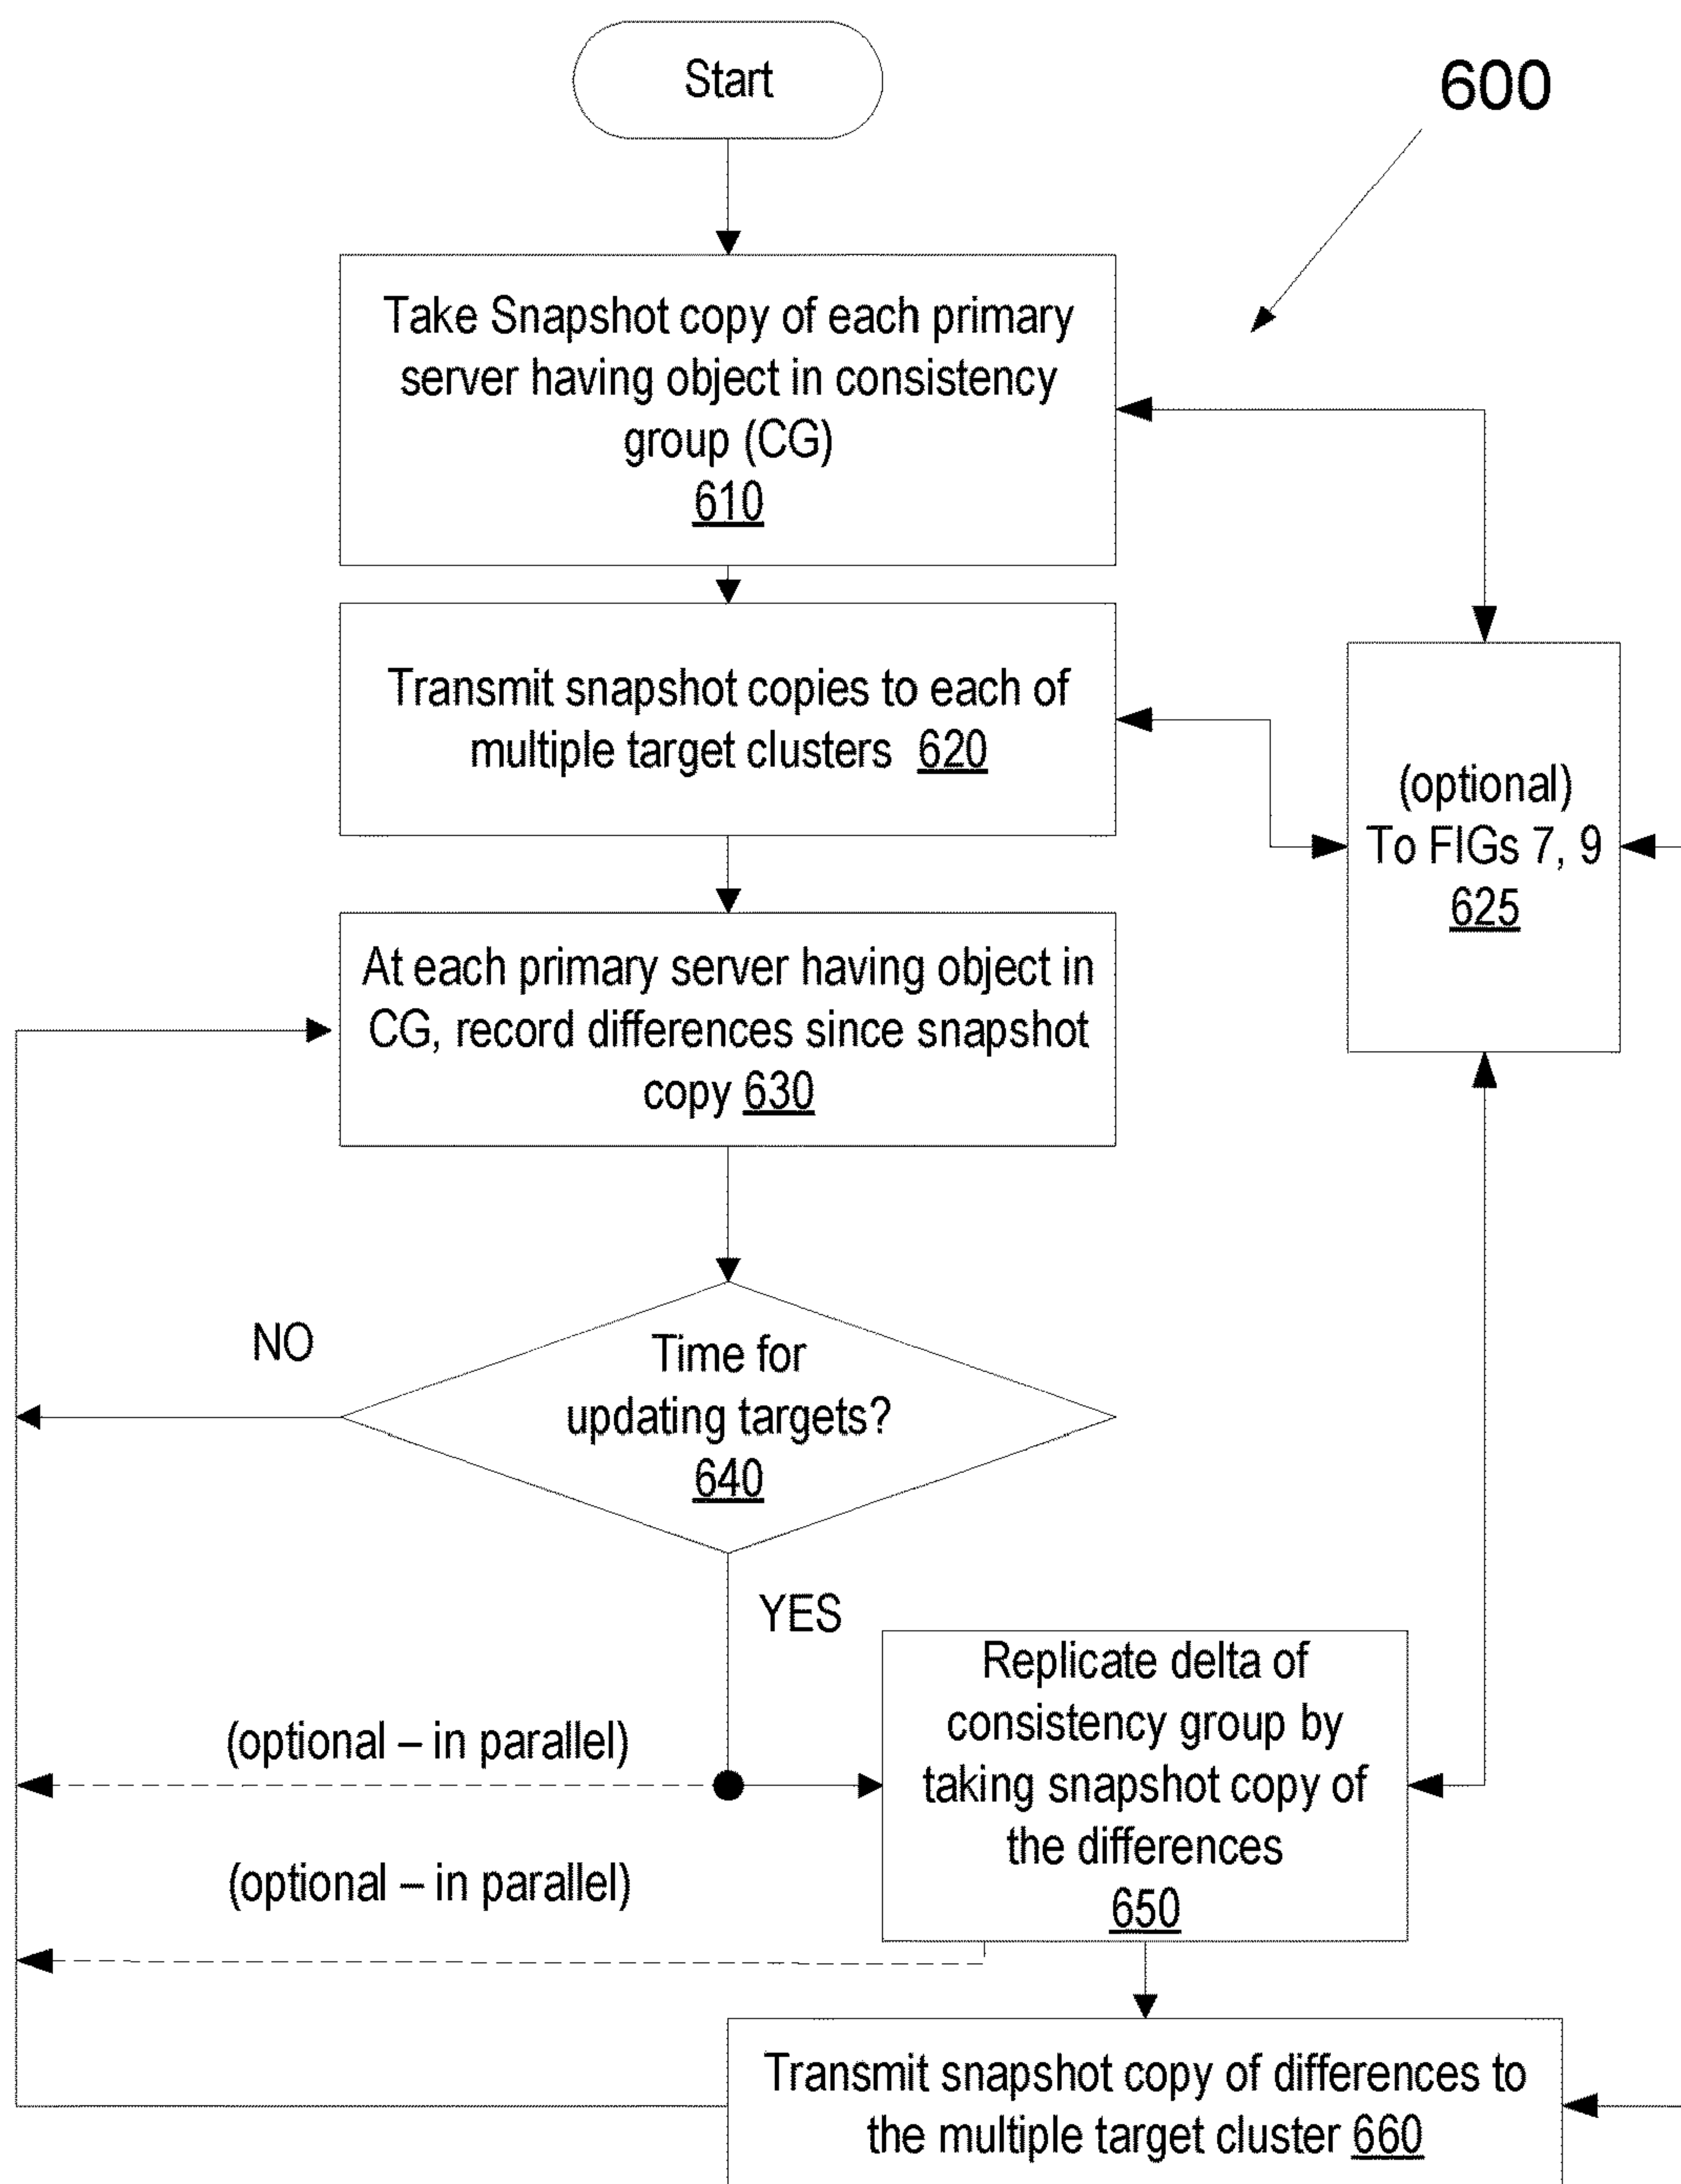 Start
600
Take Snapshot copy of each primary
server having object in consistency
group (CG)
610
Transmit snapshot copies to each of
multiple target clusters 620
(optional)
To FIGs 7, 9
625
At each primary server having object in
CG, record differences since snapshot
copy 630
NO
Time for
updating targets?
640
YES
Replicate delta of
consistency group by
taking snapshot copy of
the differences
650
(optional – in parallel)
(optional – in parallel)
Transmit snapshot copy of differences to
the multiple target cluster 660